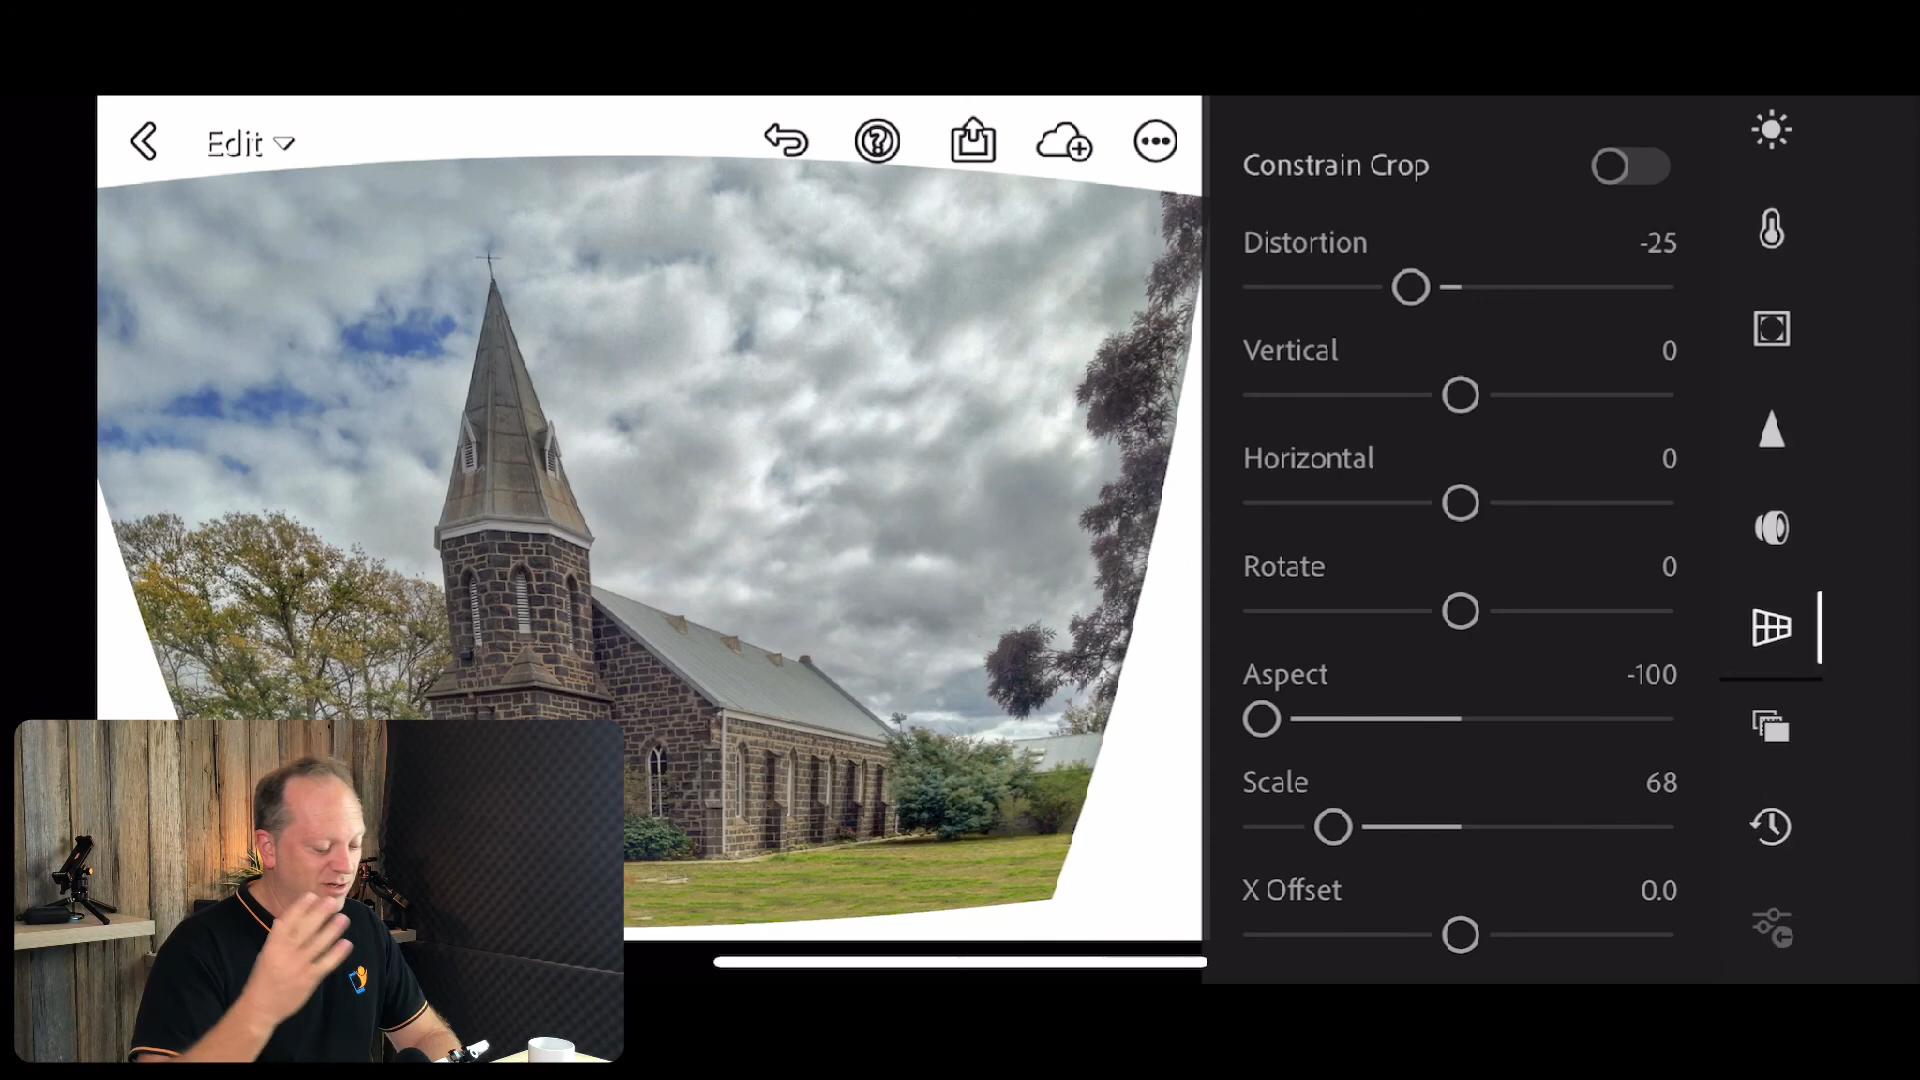 Edit
Constrain Crop
Distortion -25
Vertical 0
Horizontal 0
Rotate 0
Aspect -100
Scale 68
X Offset 0.0